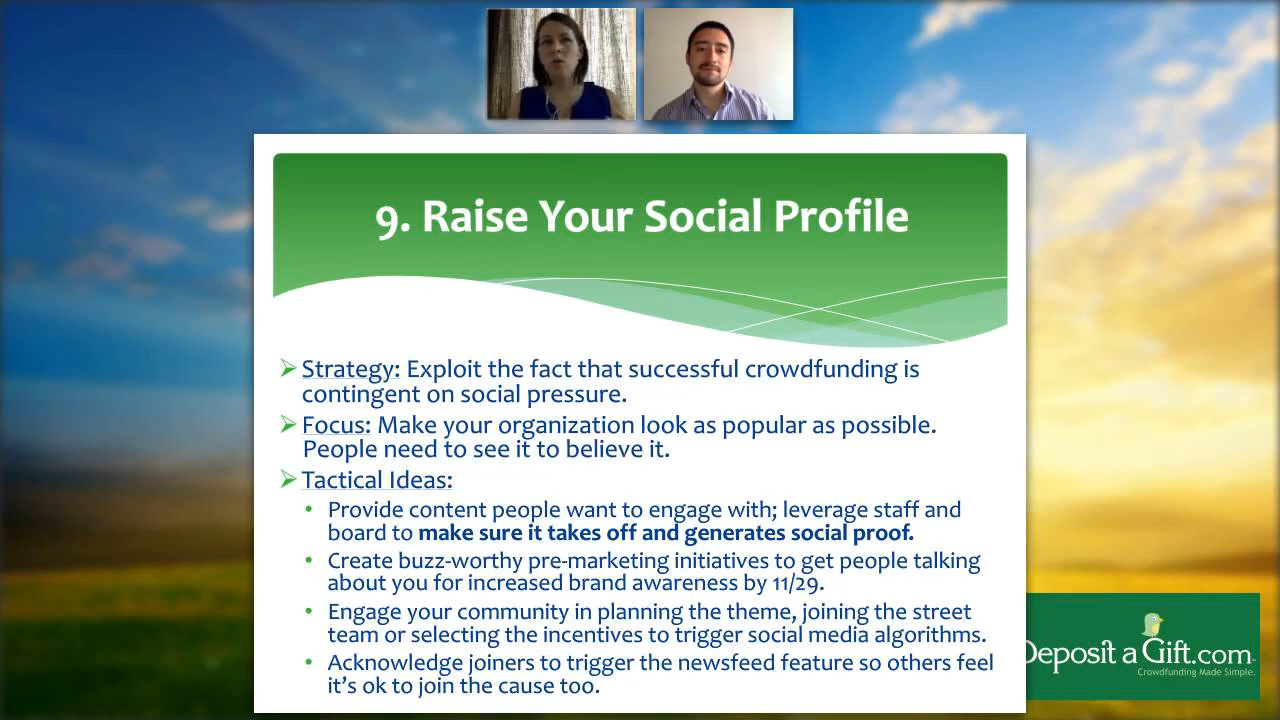 9. Raise Your Social Profile
Strategy: Exploit the fact that successful crowdfunding is
contingent on social pressure.
Focus: Make your organization look as popular as possible.
People need to see it to believe it.
Tactical Ideas:
Provide content people want to engage with; leverage staff and
board to make sure it takes off and generates social proof.
Create buzz-worthy pre-marketing initiatives to get people talking
about you for increased brand awareness by 11/29.
Engage your community in planning the theme, joining the street
team or selecting the incentives to trigger social media algorithms.
Acknowledge joiners to trigger the newsfeed feature so others feel
it's ok to join the cause too.
Deposit a Gift.com
Crowdfunding Made Simple.